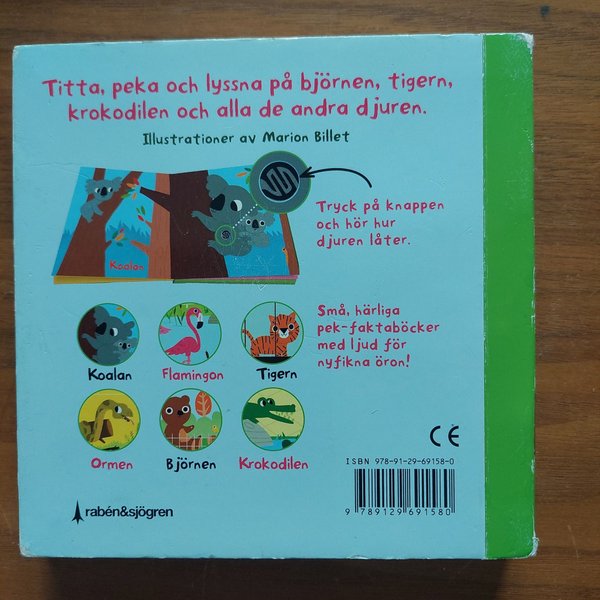 Titta, peka och lyssna på björnen, tigern,
krokodilen och alla de andra djuren.
Illustrationer av Marion Billet
Koalan
Tryck på knappen
och hör hur
djuren låter.
Små, härliga
pek-faktaböcker
med ljud för
nyfikna öron!
Koalan
Flamingon
Tigern
Ormen
Björnen
Krokodilen
CE
ISBN 978-91-29-69158-0
9 789129 691580
rabén&sjögren